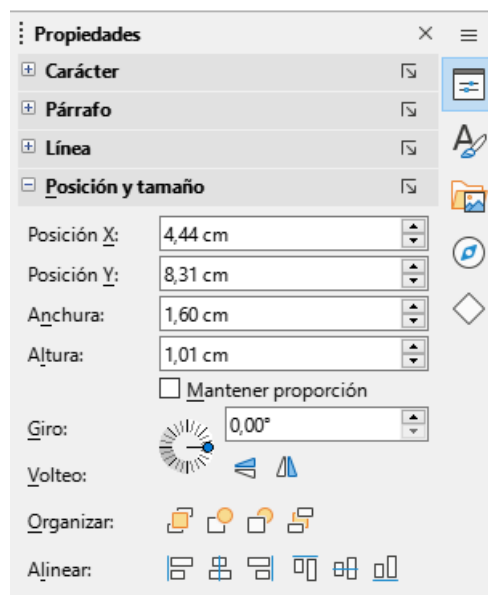 Propiedades
Carácter
Párrafo
Línea
Posición y tamaño
Posición X: 4,44 cm
Posición Y: 8,31 cm
Anchura: 1,60 cm
Altura: 1,01 cm
Mantener proporción
Giro: 0,00°
Volteo:
Organizar:
Alinear: